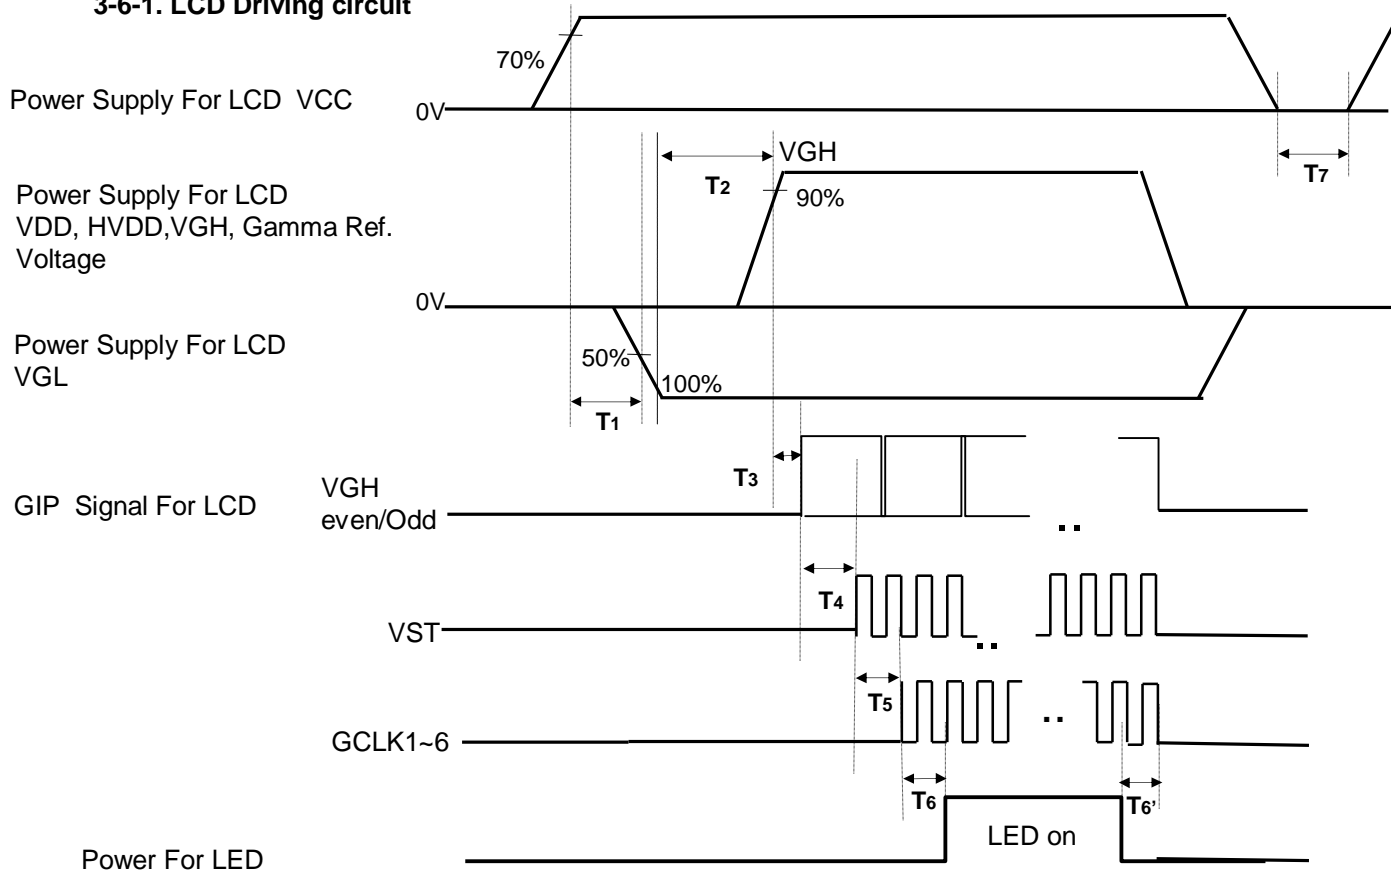 3-6-1. LCD Driving circuit
70%
Power Supply For LCD VCC
0V
T7
VGH
T2
90%
Power Supply For LCD
VDD, HVDD,VGH, Gamma Ref.
Voltage
0V
Power Supply For LCD
VGL
50%
100%
T1
T3
GIP Signal For LCD
VGH
even/Odd
..
T4
VST
..
T5
GCLK1~6
..
T6
T6'
LED on
Power For LED